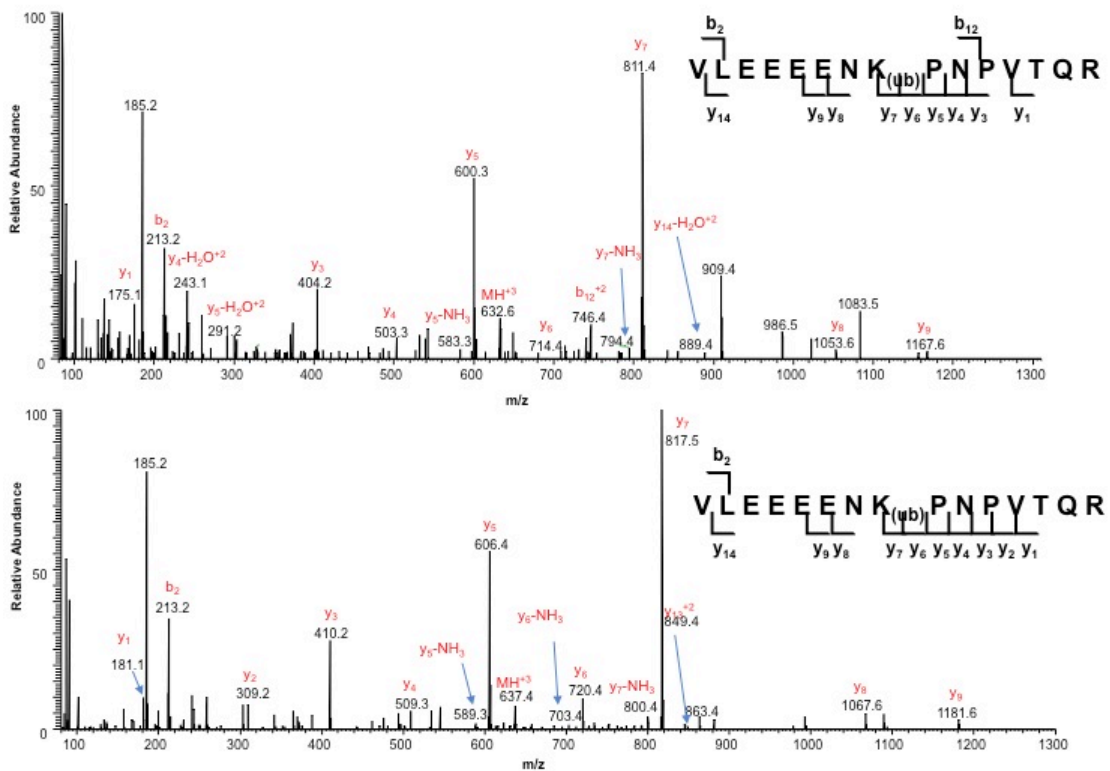 100
50
0
Relative Abundance
y₇
811.4
185.2
y₅
600.3
b₂
213.2
y₄-H₂O⁺²
243.1
y₁
175.1
y₅-H₂O⁺²
291.2
y₃
404.2
y₄
503.3
y₅-NH₃
583.3
MH⁺³
632.6
y₆
714.4
b₁₂⁺²
746.4
y₇-NH₃
794.4
y₁₄-H₂O⁺²
889.4
909.4
986.5
y₈
1053.6
1083.5
y₉
1167.6
b₂ b₁₂
V L E E E E N K(ub) P N P V T Q R
y₁₄ y₉ y₈ y₇ y₆ y₅ y₄ y₃ y₁
100 200 300 400 500 600 700 800 900 1000 1100 1200 1300
m/z
100
50
0
Relative Abundance
y₇
817.5
185.2
y₅
606.4
b₂
213.2
y₁
181.1
y₂
309.2
y₃
410.2
y₄
509.3
y₅-NH₃
589.3
MH⁺³
637.4
y₆-NH₃
703.4
y₆
720.4
y₇-NH₃
800.4
y₁₃⁺²
849.4
863.4
y₈
1067.6
y₉
1181.6
b₂
V L E E E E N K(ub) P N P V T Q R
y₁₄ y₉ y₈ y₇ y₆ y₅ y₄ y₃ y₂ y₁
100 200 300 400 500 600 700 800 900 1000 1100 1200 1300
m/z